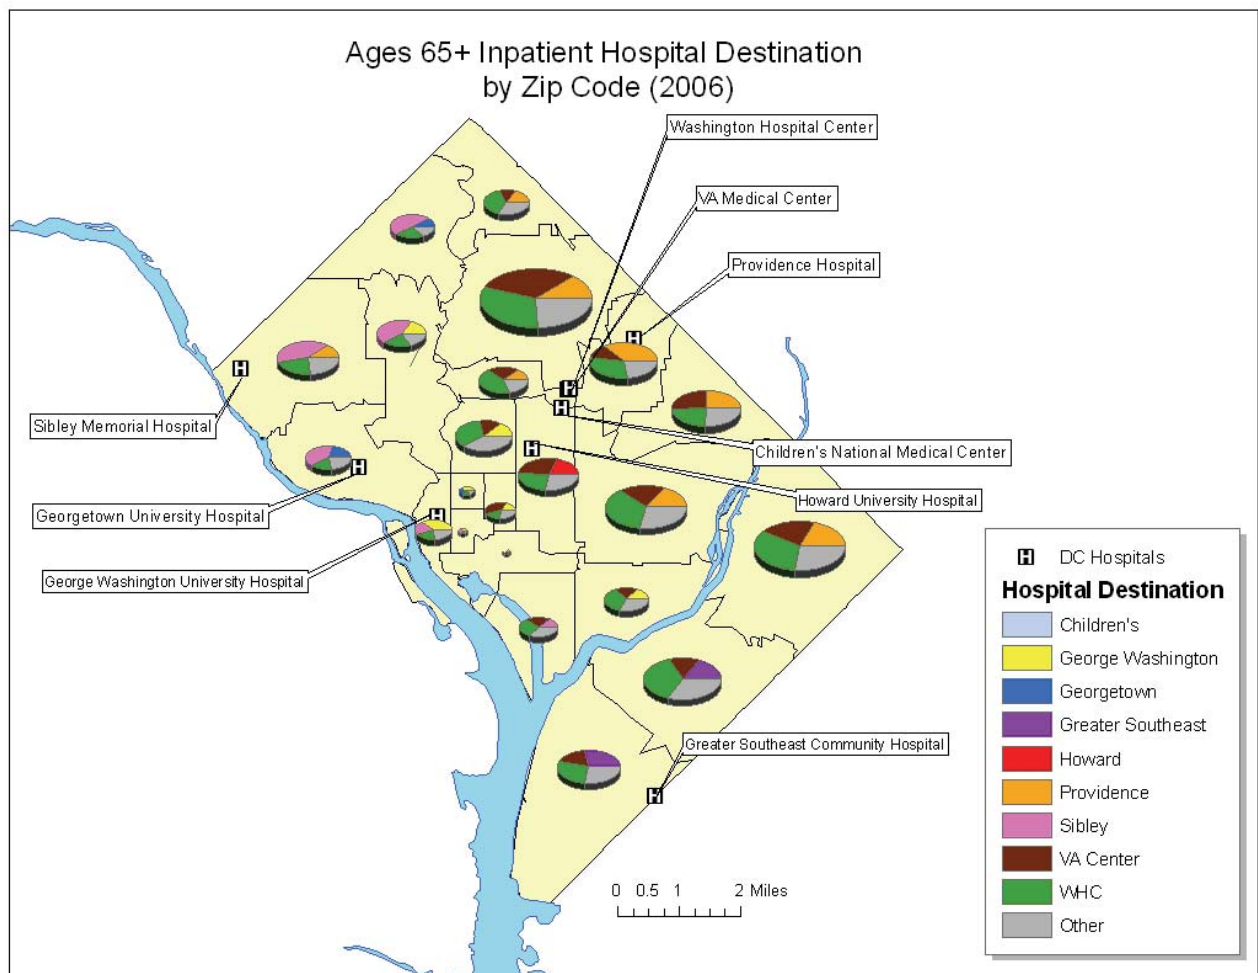 Ages 65+ Inpatient Hospital Destination
by Zip Code (2006)
Washington Hospital Center
VA Medical Center
Providence Hospital
Sibley Memorial Hospital
Children's National Medical Center
Howard University Hospital
Georgetown University Hospital
George Washington University Hospital
Greater Southeast Community Hospital
H
H
H
H
H
H
H
H
H
0 0.5 1 2 Miles
H DC Hospitals
Hospital Destination
Children's
George Washington
Georgetown
Greater Southeast
Howard
Providence
Sibley
VA Center
WHC
Other